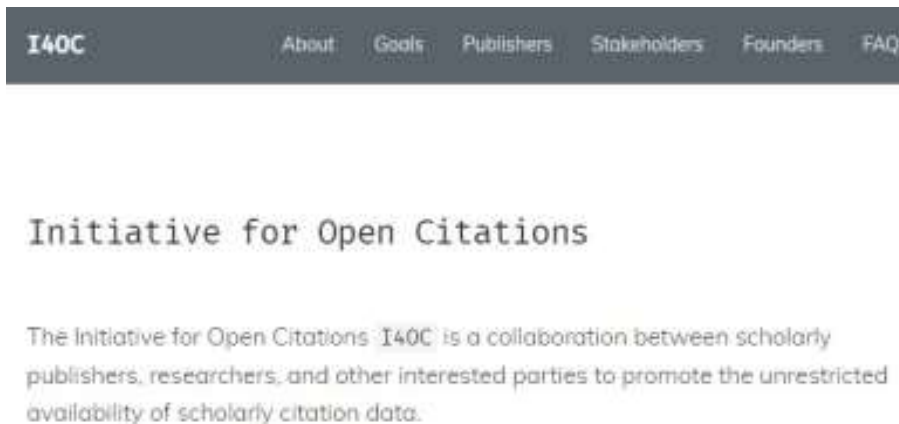 I4OC About Goals Publishers Stakeholders Founders FAQ
Initiative for Open Citations
The Initiative for Open Citations I4OC is a collaboration between scholarly
publishers, researchers, and other interested parties to promote the unrestricted
availability of scholarly citation data.